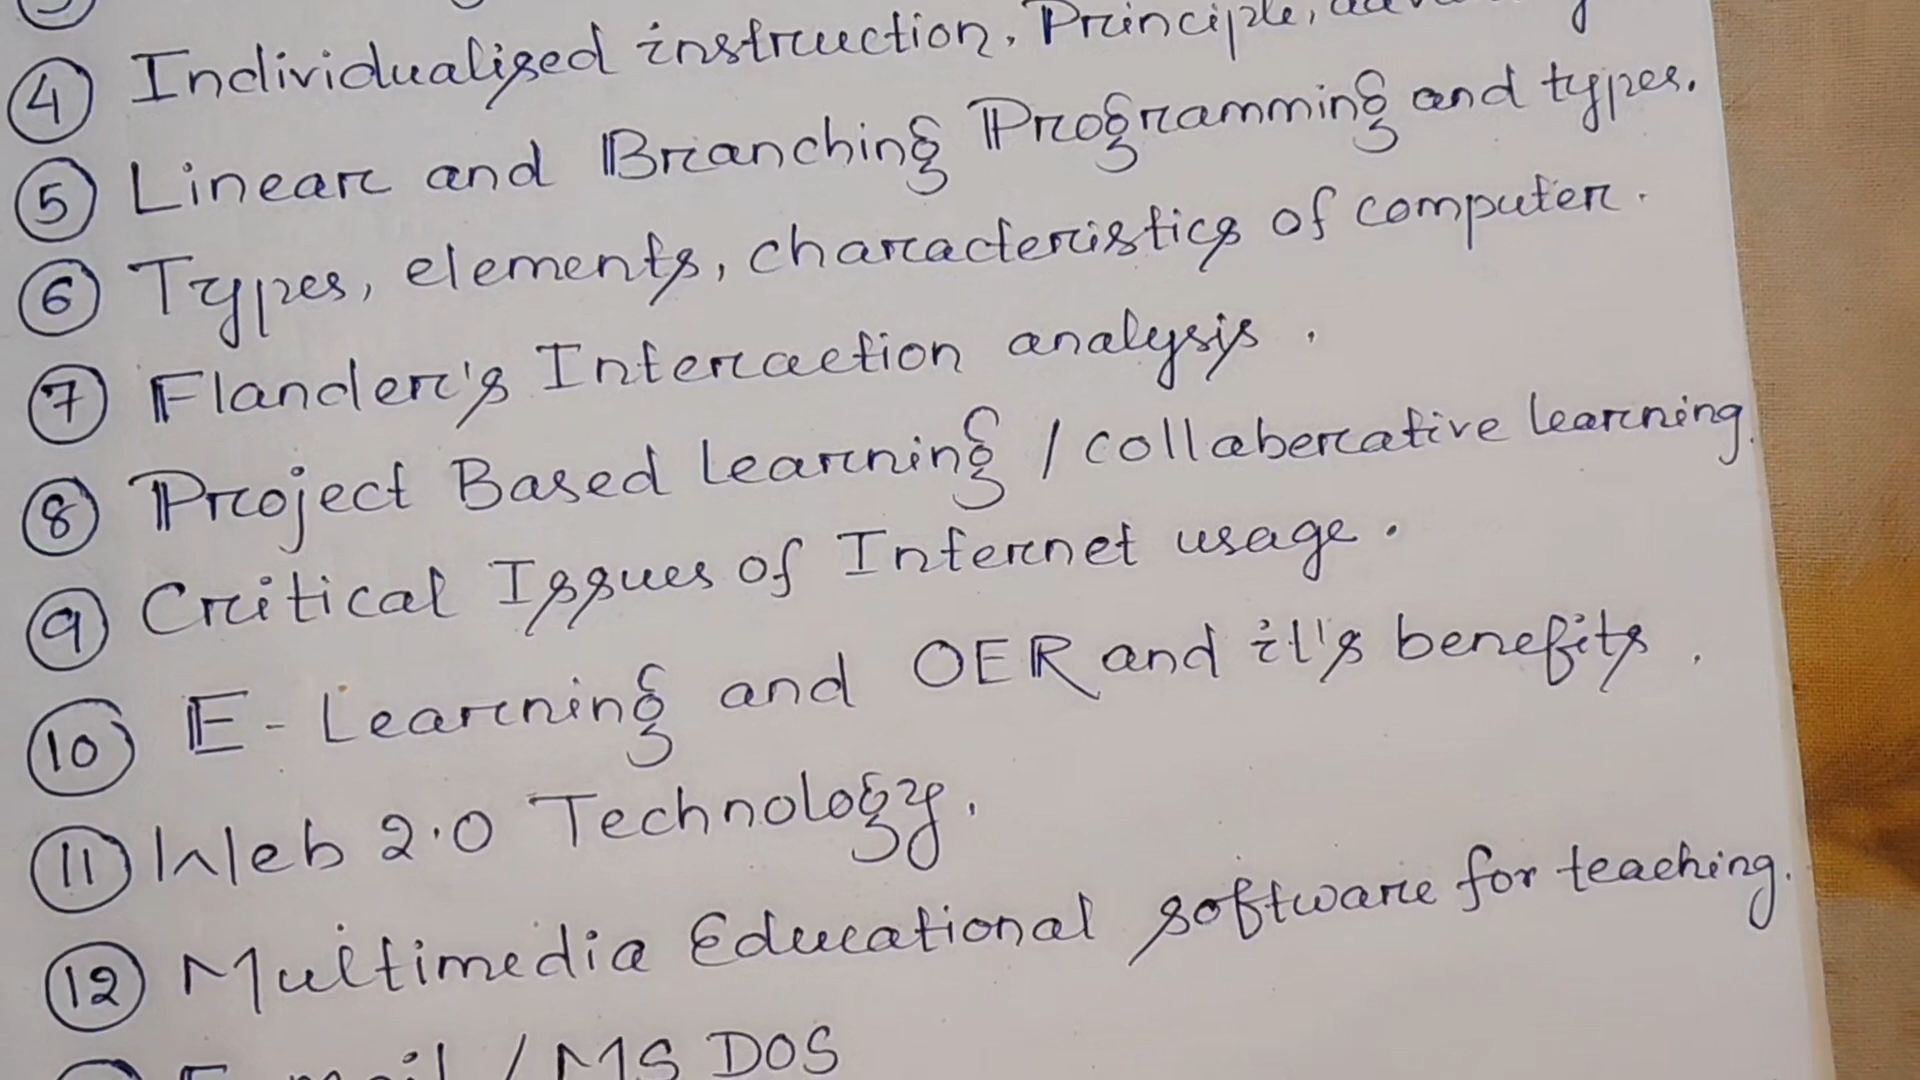 ④ Individualised instruction, Principle,
⑤ Linear and Branching Programming and types.
⑥ Types, elements, characteristics of computer.
⑦ Flander's Interaction analysis.
⑧ Project Based Learning / collaberative learning.
⑨ Critical Issues of Internet usage.
⑩ E-Learning and OER and it's benefits.
⑪ Web 2.0 Technology.
⑫ Multimedia Educational software for teaching.
E-mail / MS DOS